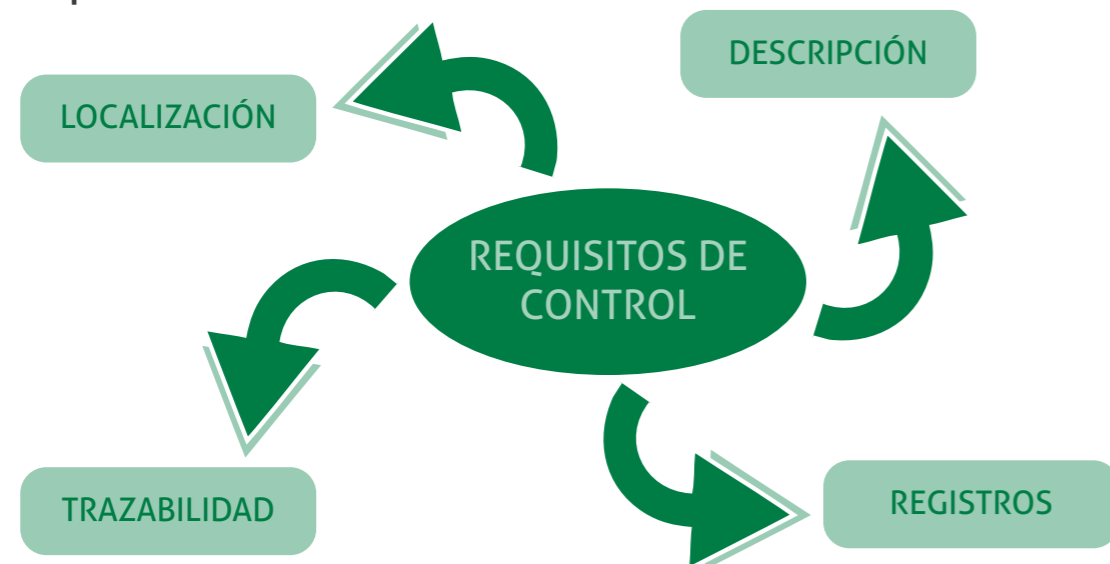 DESCRIPCIÓN
LOCALIZACIÓN
REQUISITOS DE
CONTROL
TRAZABILIDAD
REGISTROS